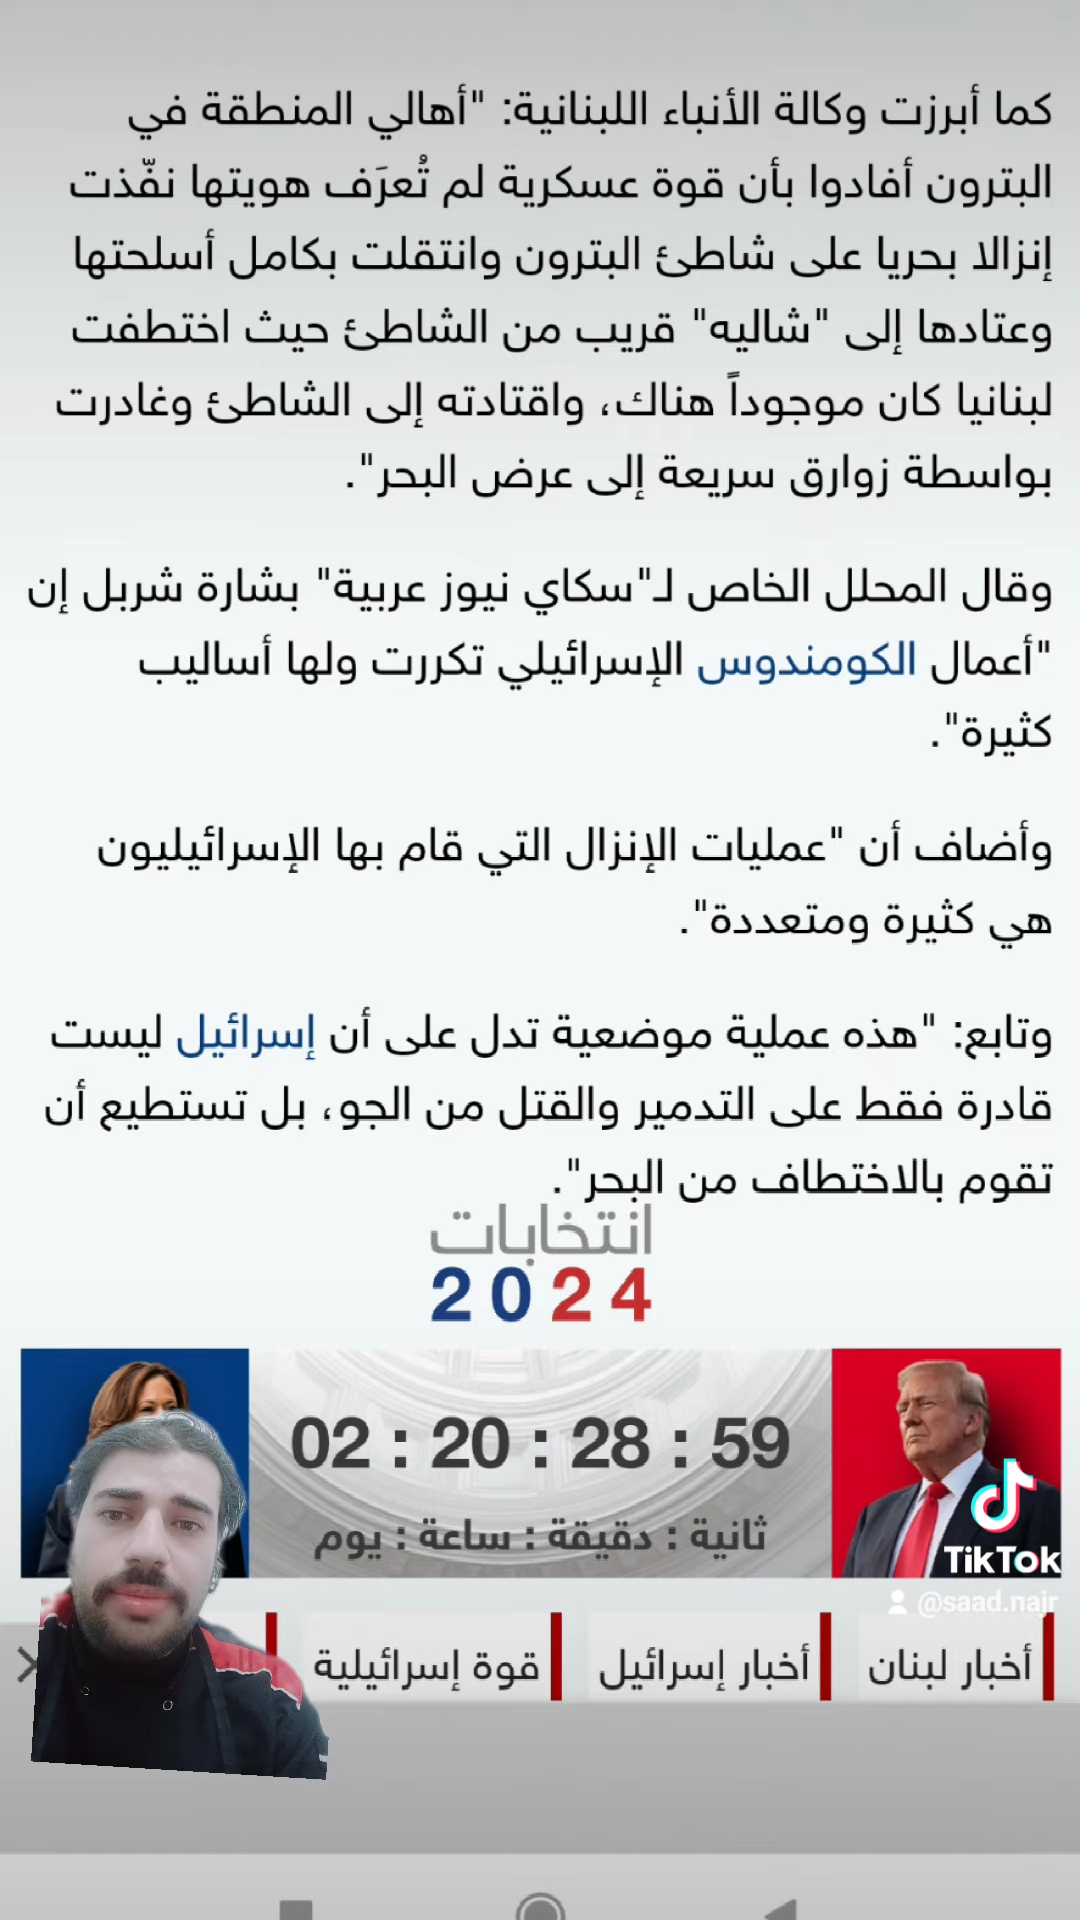 كما أبرزت وكالة الأنباء اللبنانية: "أهالي المنطقة في
البترون أفادوا بأن قوة عسكرية لم تُعرَف هويتها نفّذت
إنزالا بحريا على شاطئ البترون وانتقلت بكامل أسلحتها
وعتادها إلى "شاليه" قريب من الشاطئ حيث اختطفت
لبنانيا كان موجوداً هناك، واقتادته إلى الشاطئ وغادرت
بواسطة زوارق سريعة إلى عرض البحر".
وقال المحلل الخاص لـ"سكاي نيوز عربية" بشارة شربل إن
"أعمال الكومندوس الإسرائيلي تكررت ولها أساليب
كثيرة".
وأضاف أن "عمليات الإنزال التي قام بها الإسرائيليون
هي كثيرة ومتعددة".
وتابع: "هذه عملية موضعية تدل على أن إسرائيل ليست
قادرة فقط على التدمير والقتل من الجو، بل تستطيع أن
تقوم بالاختطاف من البحر".
انتخابات
2024
02 : 20 : 28 : 59
ثانية : دقيقة : ساعة : يوم
TikTok
@saad.najr
أخبار لبنان
أخبار إسرائيل
قوة إسرائيلية